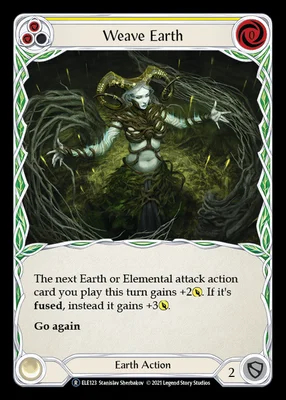 Weave Earth
The next Earth or Elemental attack action
card you play this turn gains +2. If it's
fused, instead it gains +3.
Go again
Earth Action
2
R ELE123 Stanislav Sherbakov © 2021 Legend Story Studios